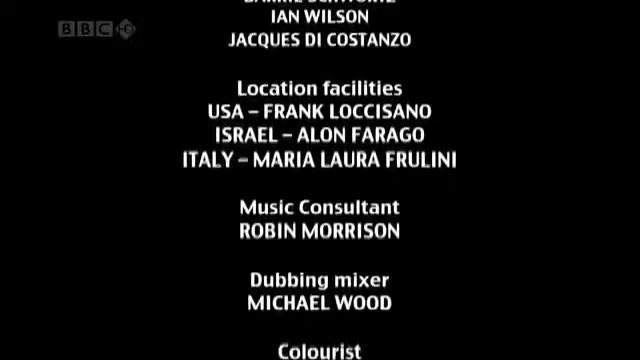 BBC HD
IAN WILSON
JACQUES DI COSTANZO
Location facilities
USA – FRANK LOCCISANO
ISRAEL – ALON FARAGO
ITALY – MARIA LAURA FRULINI
Music Consultant
ROBIN MORRISON
Dubbing mixer
MICHAEL WOOD
Colourist